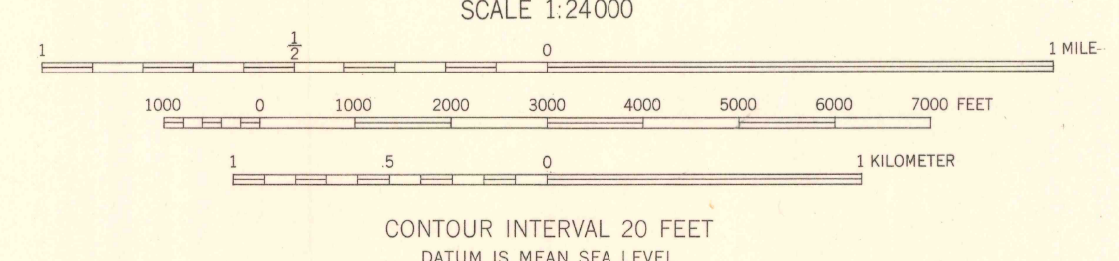 SCALE 1:24000
1 1/2 0 1 MILE
1000 0 1000 2000 3000 4000 5000 6000 7000 FEET
1 .5 0 1 KILOMETER
CONTOUR INTERVAL 20 FEET
DATUM IS MEAN SEA LEVEL